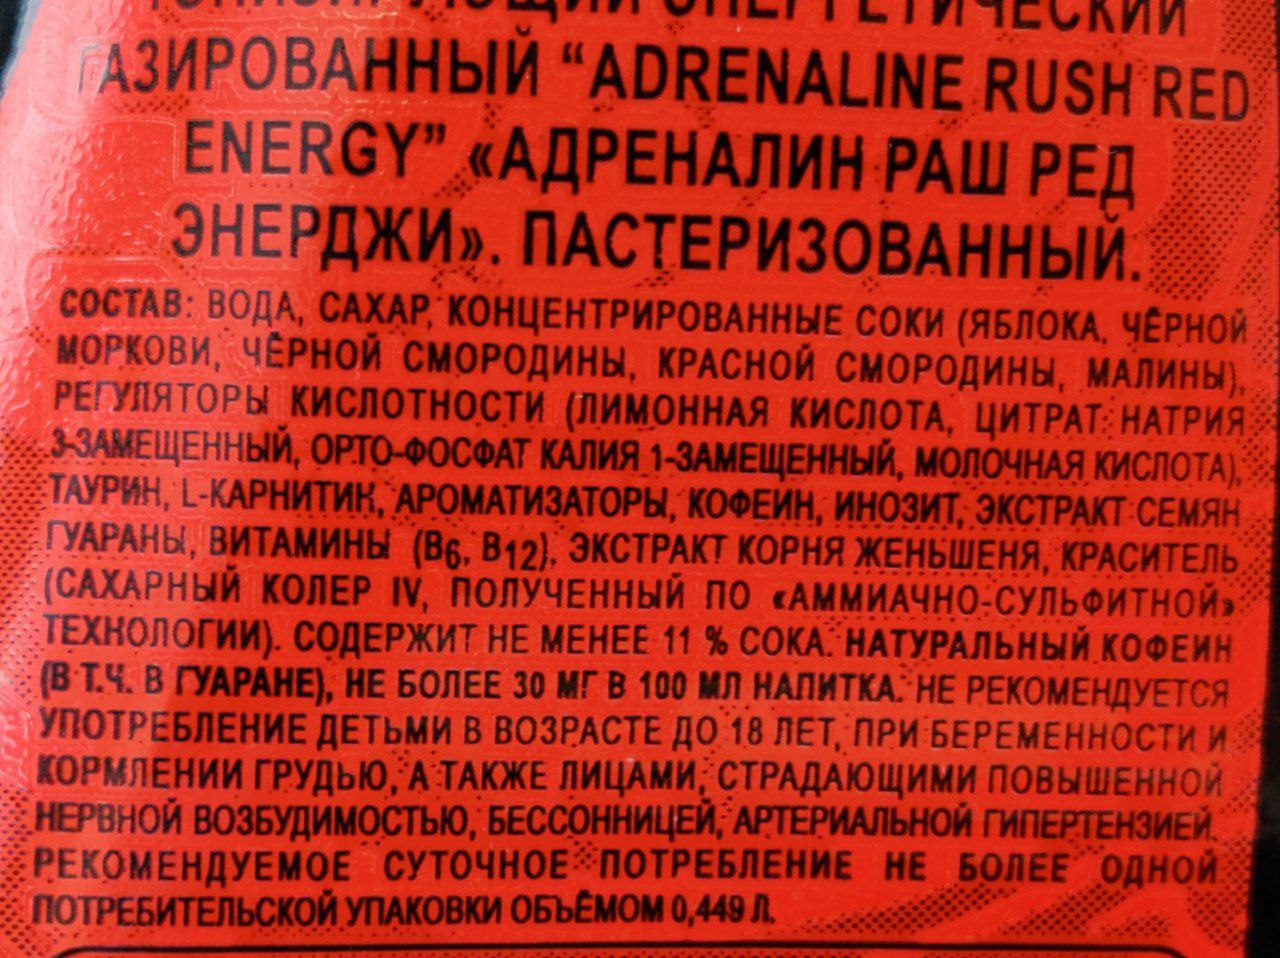 ТОНИЗИРУЮЩИЙ ЭНЕРГЕТИЧЕСКИЙ
ГАЗИРОВАННЫЙ “ADRENALINE RUSH RED
ENERGY” «АДРЕНАЛИН РАШ РЕД
ЭНЕРДЖИ». ПАСТЕРИЗОВАННЫЙ.
СОСТАВ: ВОДА, САХАР, КОНЦЕНТРИРОВАННЫЕ СОКИ (ЯБЛОКА, ЧЁРНОЙ
МОРКОВИ, ЧЁРНОЙ СМОРОДИНЫ, КРАСНОЙ СМОРОДИНЫ, МАЛИНЫ),
РЕГУЛЯТОРЫ КИСЛОТНОСТИ (ЛИМОННАЯ КИСЛОТА, ЦИТРАТ НАТРИЯ
3-ЗАМЕЩЕННЫЙ, ОРТО-ФОСФАТ КАЛИЯ 1-ЗАМЕЩЕННЫЙ, МОЛОЧНАЯ КИСЛОТА),
ТАУРИН, L-КАРНИТИН, АРОМАТИЗАТОРЫ, КОФЕИН, ИНОЗИТ, ЭКСТРАКТ СЕМЯН
ГУАРАНЫ, ВИТАМИНЫ (B6, B12), ЭКСТРАКТ КОРНЯ ЖЕНЬШЕНЯ, КРАСИТЕЛЬ
(САХАРНЫЙ КОЛЕР IV, ПОЛУЧЕННЫЙ ПО «АММИАЧНО-СУЛЬФИТНОЙ»
ТЕХНОЛОГИИ). СОДЕРЖИТ НЕ МЕНЕЕ 11 % СОКА. НАТУРАЛЬНЫЙ КОФЕИН
(В Т.Ч. В ГУАРАНЕ), НЕ БОЛЕЕ 30 МГ В 100 МЛ НАПИТКА. НЕ РЕКОМЕНДУЕТСЯ
УПОТРЕБЛЕНИЕ ДЕТЬМИ В ВОЗРАСТЕ ДО 18 ЛЕТ, ПРИ БЕРЕМЕННОСТИ И
КОРМЛЕНИИ ГРУДЬЮ, А ТАКЖЕ ЛИЦАМИ, СТРАДАЮЩИМИ ПОВЫШЕННОЙ
НЕРВНОЙ ВОЗБУДИМОСТЬЮ, БЕССОННИЦЕЙ, АРТЕРИАЛЬНОЙ ГИПЕРТЕНЗИЕЙ.
РЕКОМЕНДУЕМОЕ СУТОЧНОЕ ПОТРЕБЛЕНИЕ НЕ БОЛЕЕ ОДНОЙ
ПОТРЕБИТЕЛЬСКОЙ УПАКОВКИ ОБЪЁМОМ 0,449 Л.